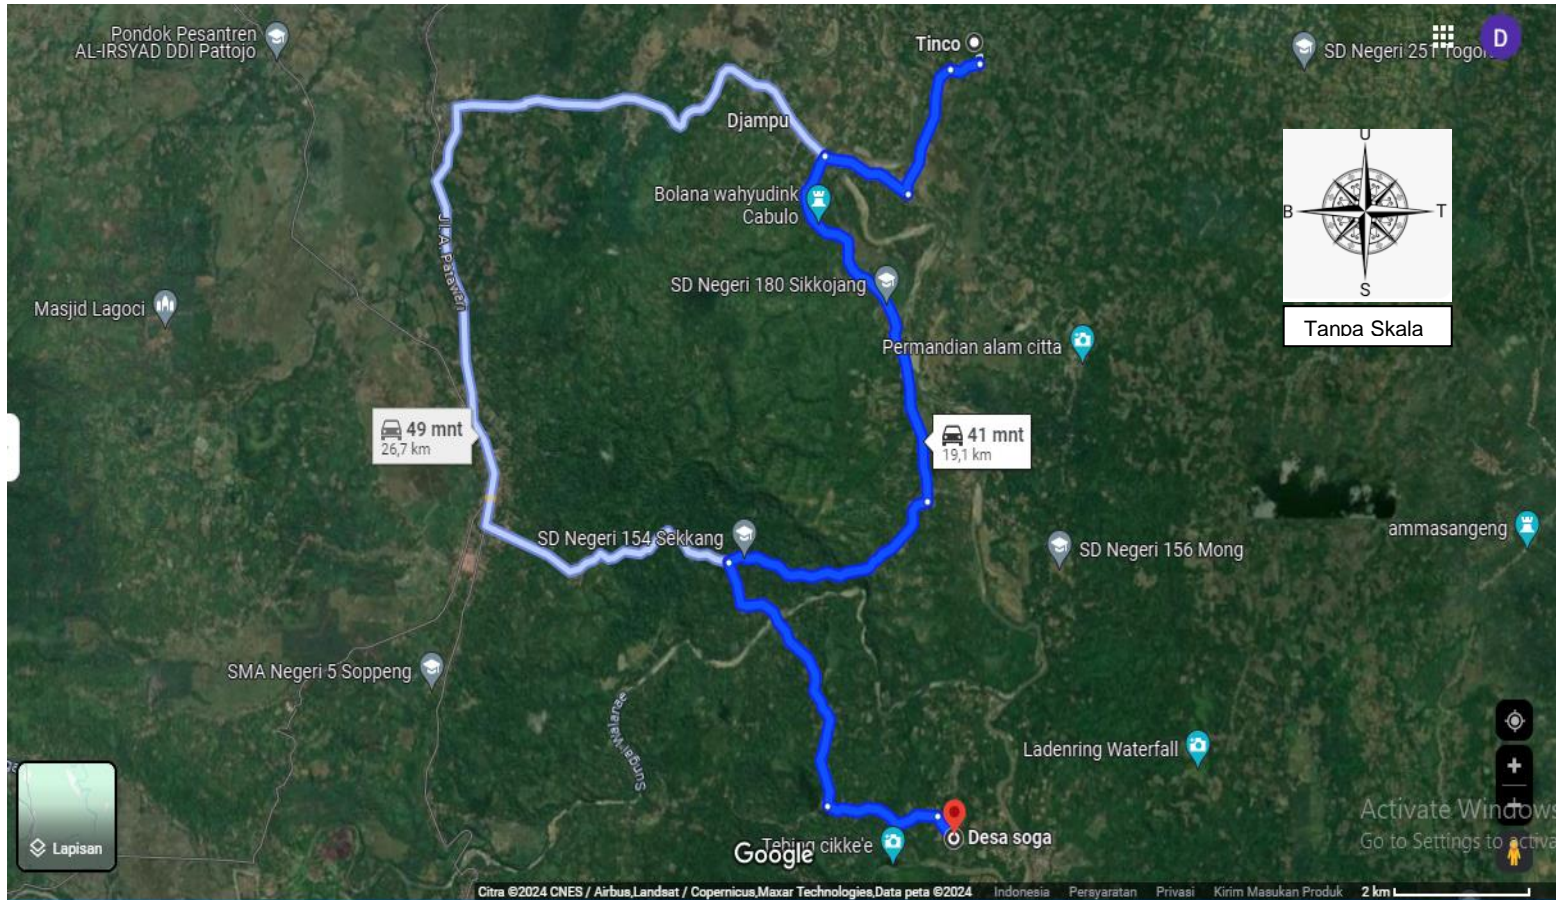 Pondok Pesantren
AL-IRSYAD DDI Pattojo
Tinco
SD Negeri 251 Togor
D
Djampu
U
B
T
S
Tanpa Skala
Bolana wahyudink
Cabulo
Jl. A. Pataweri
SD Negeri 180 Sikkojang
Masjid Lagoci
Permandian alam citta
49 mnt
26,7 km
41 mnt
19,1 km
SD Negeri 154 Sekkang
SD Negeri 156 Mong
ammasangeng
SMA Negeri 5 Soppeng
Sungai Walanae
Ladenring Waterfall
Lapisan
Tebing cikke'e
Google
Desa soga
Activate Windows
Go to Settings to activa
Citra ©2024 CNES / Airbus,Landsat / Copernicus,Maxar Technologies,Data peta ©2024 Indonesia Persyaratan Privasi Kirim Masukan Produk 2 km